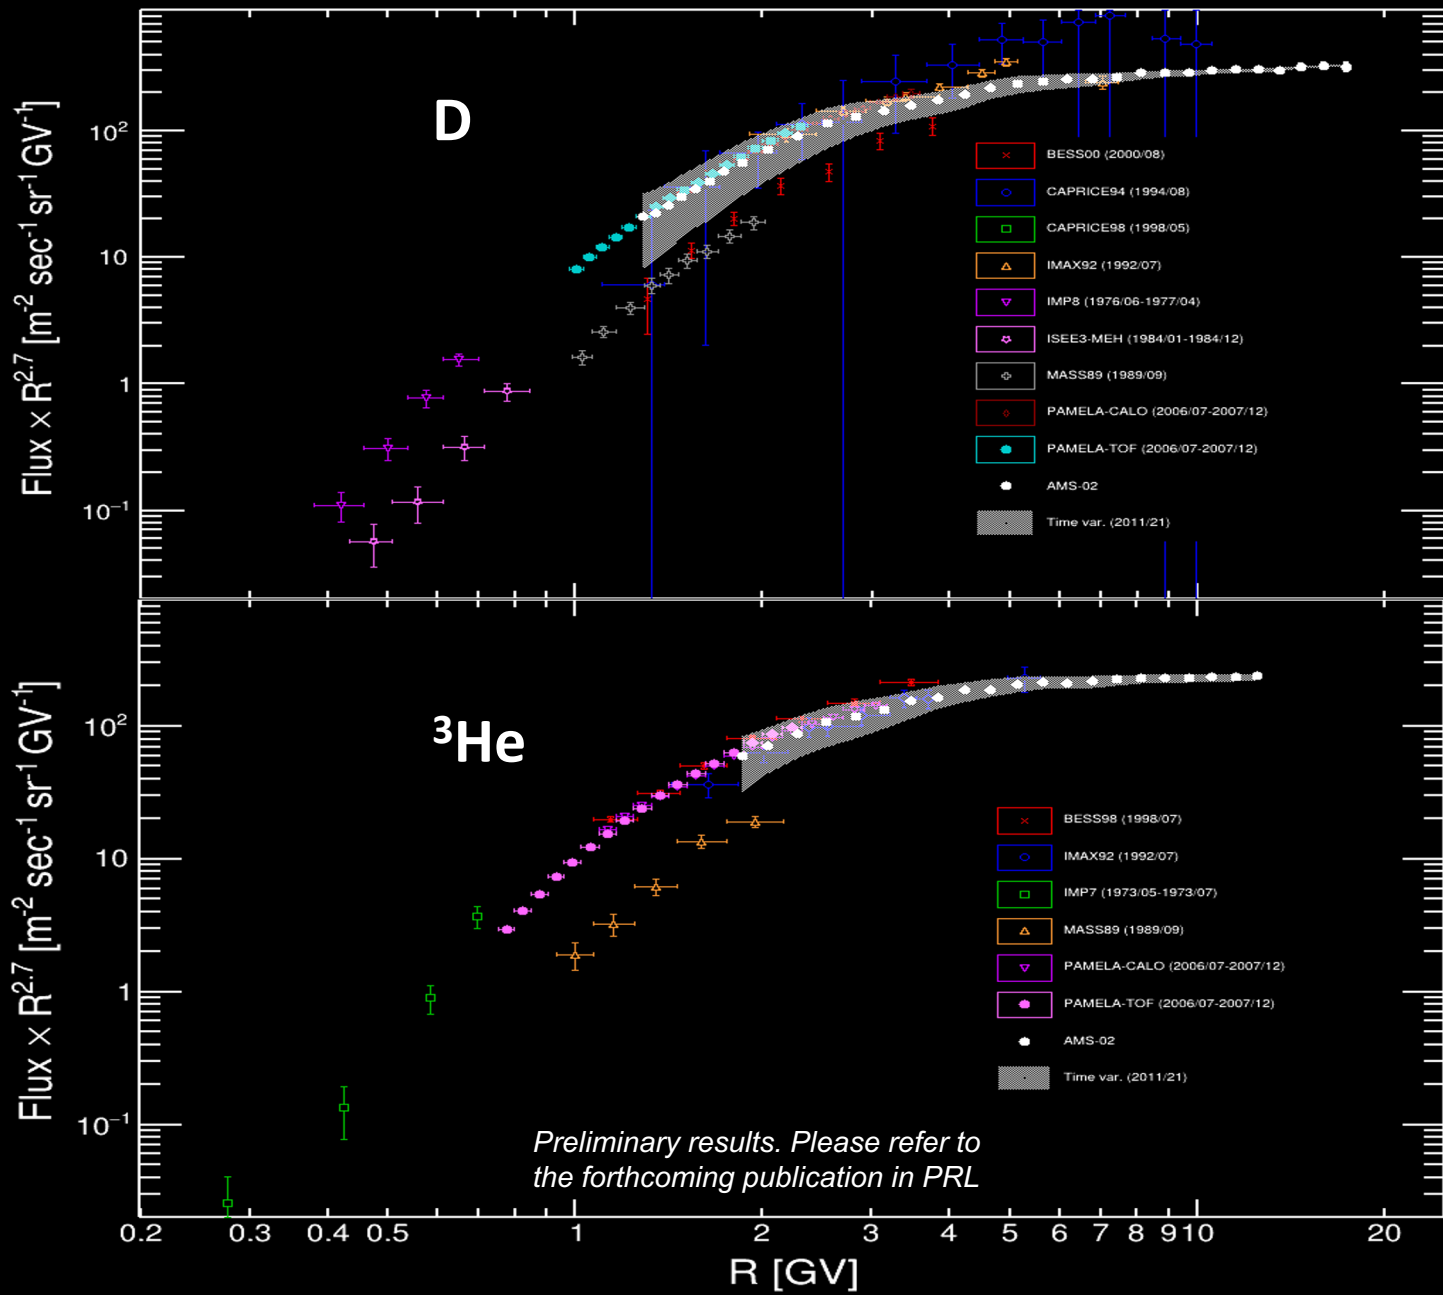 Flux × R^2.7 [m^-2 sec^-1 sr^-1 GV^-1]
10^2
10
1
10^−1
D
BESS00 (2000/08)
CAPRICE94 (1994/08)
CAPRICE98 (1998/05)
IMAX92 (1992/07)
IMP8 (1976/06-1977/04)
ISEE3-MEH (1984/01-1984/12)
MASS89 (1989/09)
PAMELA-CALO (2006/07-2007/12)
PAMELA-TOF (2006/07-2007/12)
AMS-02
Time var. (2011/21)
Flux × R^2.7 [m^-2 sec^-1 sr^-1 GV^-1]
10^2
10
1
10^−1
^3He
BESS98 (1998/07)
IMAX92 (1992/07)
IMP7 (1973/05-1973/07)
MASS89 (1989/09)
PAMELA-CALO (2006/07-2007/12)
PAMELA-TOF (2006/07-2007/12)
AMS-02
Time var. (2011/21)
Preliminary results. Please refer to
the forthcoming publication in PRL
0.2 0.3 0.4 0.5 1 2 3 4 5 6 7 8 9 10 20
R [GV]